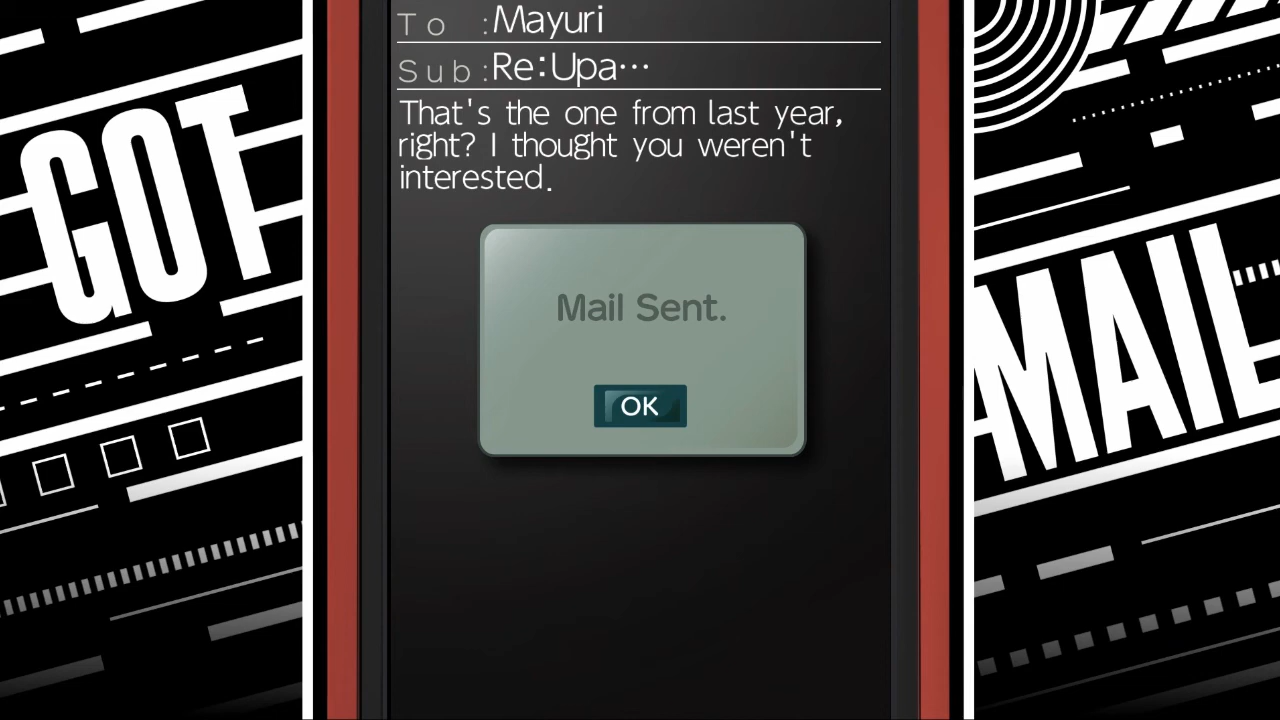 GOT
To :Mayuri
Sub:Re:Upa…
That's the one from last year,
right? I thought you weren't
interested.
Mail Sent.
OK
MAIL